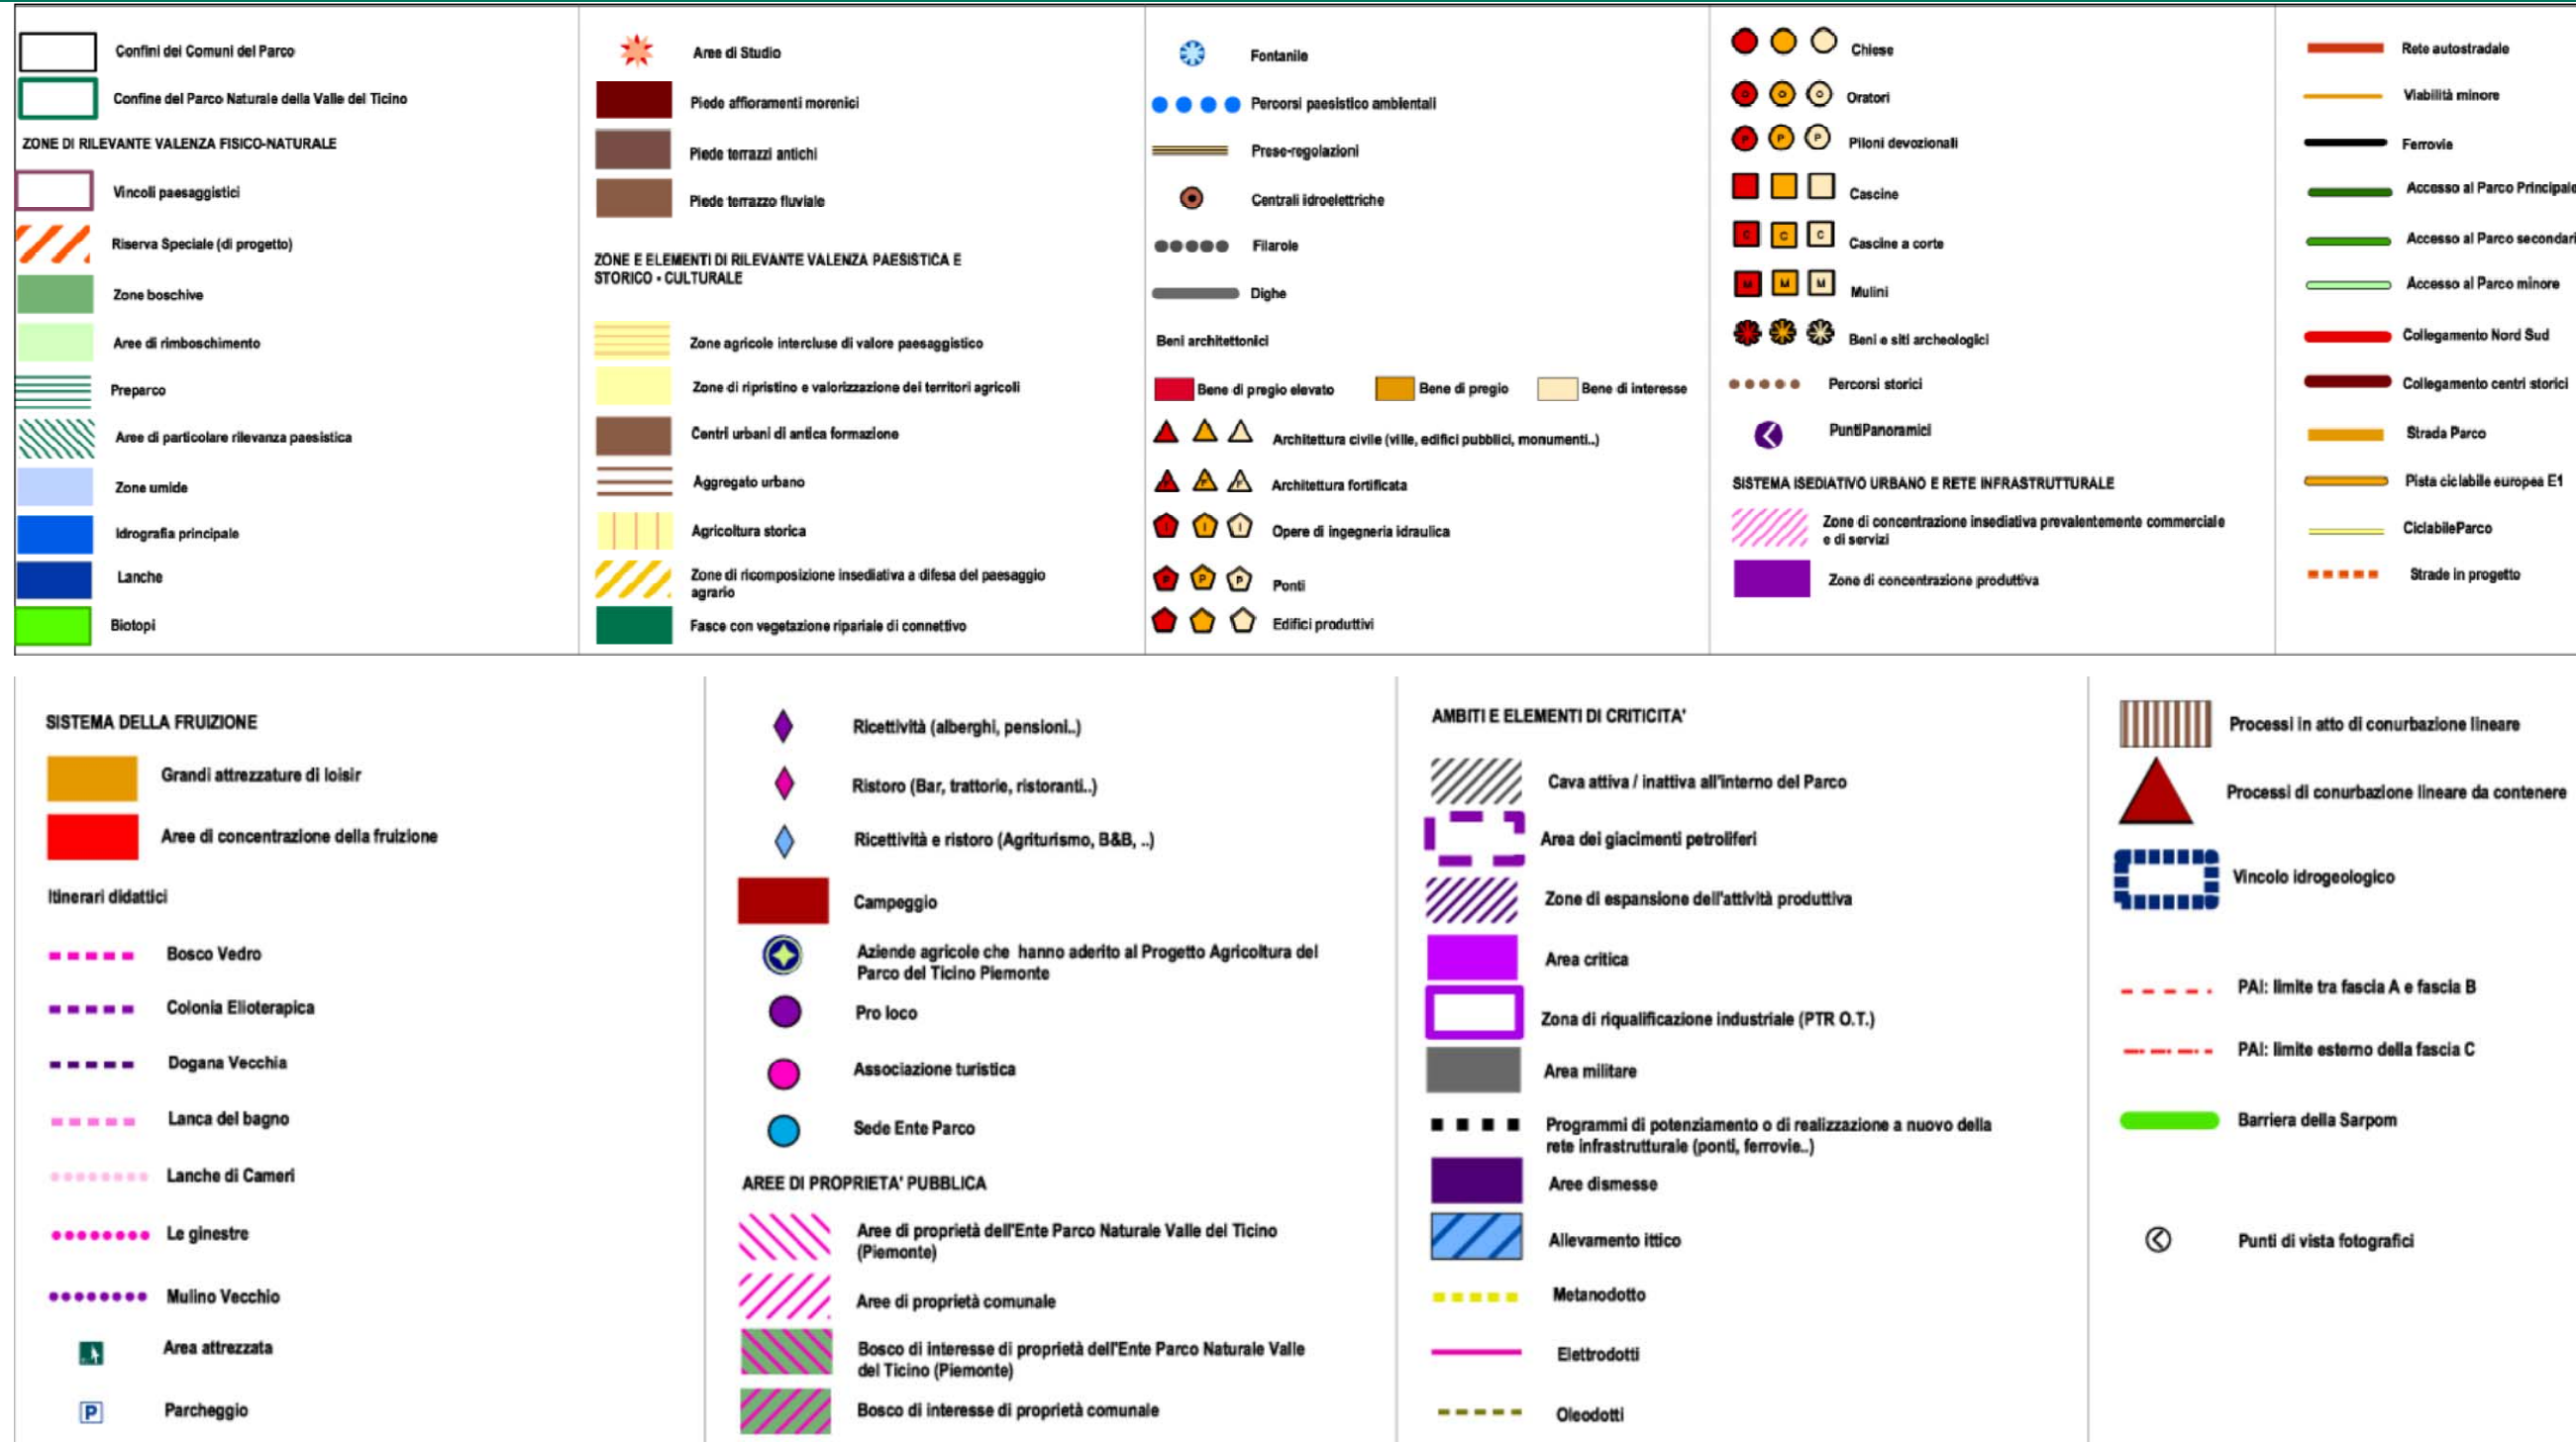 Confini dei Comuni del Parco
Confine del Parco Naturale della Valle del Ticino
ZONE DI RILEVANTE VALENZA FISICO-NATURALE
Vincoli paesaggistici
Riserva Speciale (di progetto)
Zone boschive
Aree di rimboschimento
Preparco
Aree di particolare rilevanza paesistica
Zone umide
Idrografia principale
Lanche
Biotopi
Aree di Studio
Piede affioramenti morenici
Piede terrazzi antichi
Piede terrazzo fluviale
ZONE E ELEMENTI DI RILEVANTE VALENZA PAESISTICA E
STORICO - CULTURALE
Zone agricole intercluse di valore paesaggistico
Zone di ripristino e valorizzazione dei territori agricoli
Centri urbani di antica formazione
Aggregato urbano
Agricoltura storica
Zone di ricomposizione insediativa a difesa del paesaggio
agrario
Fasce con vegetazione ripariale di connettivo
Fontanile
Percorsi paesistico ambientali
Prese-regolazioni
Centrali idroelettriche
Filarole
Dighe
Beni architettonici
Bene di pregio elevato Bene di pregio Bene di interesse
Architettura civile (ville, edifici pubblici, monumenti..)
F F F Architettura fortificata
I I I Opere di ingegneria idraulica
P P P Ponti
Edifici produttivi
Chiese
O O O Oratori
P P P Piloni devozionali
Cascine
C C C Cascine a corte
M M M Mulini
Beni e siti archeologici
Percorsi storici
PuntiPanoramici
SISTEMA ISEDIATIVO URBANO E RETE INFRASTRUTTURALE
Zone di concentrazione insediativa prevalentemente commerciale
e di servizi
Zone di concentrazione produttiva
Rete autostradale
Viabilità minore
Ferrovie
Accesso al Parco Principale
Accesso al Parco secondari
Accesso al Parco minore
Collegamento Nord Sud
Collegamento centri storici
Strada Parco
Pista ciclabile europea E1
CiclabileParco
Strade in progetto
SISTEMA DELLA FRUIZIONE
Grandi attrezzature di loisir
Aree di concentrazione della fruizione
Itinerari didattici
Bosco Vedro
Colonia Elioterapica
Dogana Vecchia
Lanca del bagno
Lanche di Cameri
Le ginestre
Mulino Vecchio
Area attrezzata
P Parcheggio
Ricettività (alberghi, pensioni..)
Ristoro (Bar, trattorie, ristoranti..)
Ricettività e ristoro (Agriturismo, B&B, ..)
Campeggio
Aziende agricole che hanno aderito al Progetto Agricoltura del
Parco del Ticino Piemonte
Pro loco
Associazione turistica
Sede Ente Parco
AREE DI PROPRIETA' PUBBLICA
Aree di proprietà dell'Ente Parco Naturale Valle del Ticino
(Piemonte)
Aree di proprietà comunale
Bosco di interesse di proprietà dell'Ente Parco Naturale Valle
del Ticino (Piemonte)
Bosco di interesse di proprietà comunale
AMBITI E ELEMENTI DI CRITICITA'
Cava attiva / inattiva all'interno del Parco
Area dei giacimenti petroliferi
Zone di espansione dell'attività produttiva
Area critica
Zona di riqualificazione industriale (PTR O.T.)
Area militare
Programmi di potenziamento o di realizzazione a nuovo della
rete infrastrutturale (ponti, ferrovie..)
Aree dismesse
Allevamento ittico
Metanodotto
Elettrodotti
Oleodotti
Processi in atto di conurbazione lineare
Processi di conurbazione lineare da contenere
Vincolo idrogeologico
PAI: limite tra fascia A e fascia B
PAI: limite esterno della fascia C
Barriera della Sarpom
Punti di vista fotografici